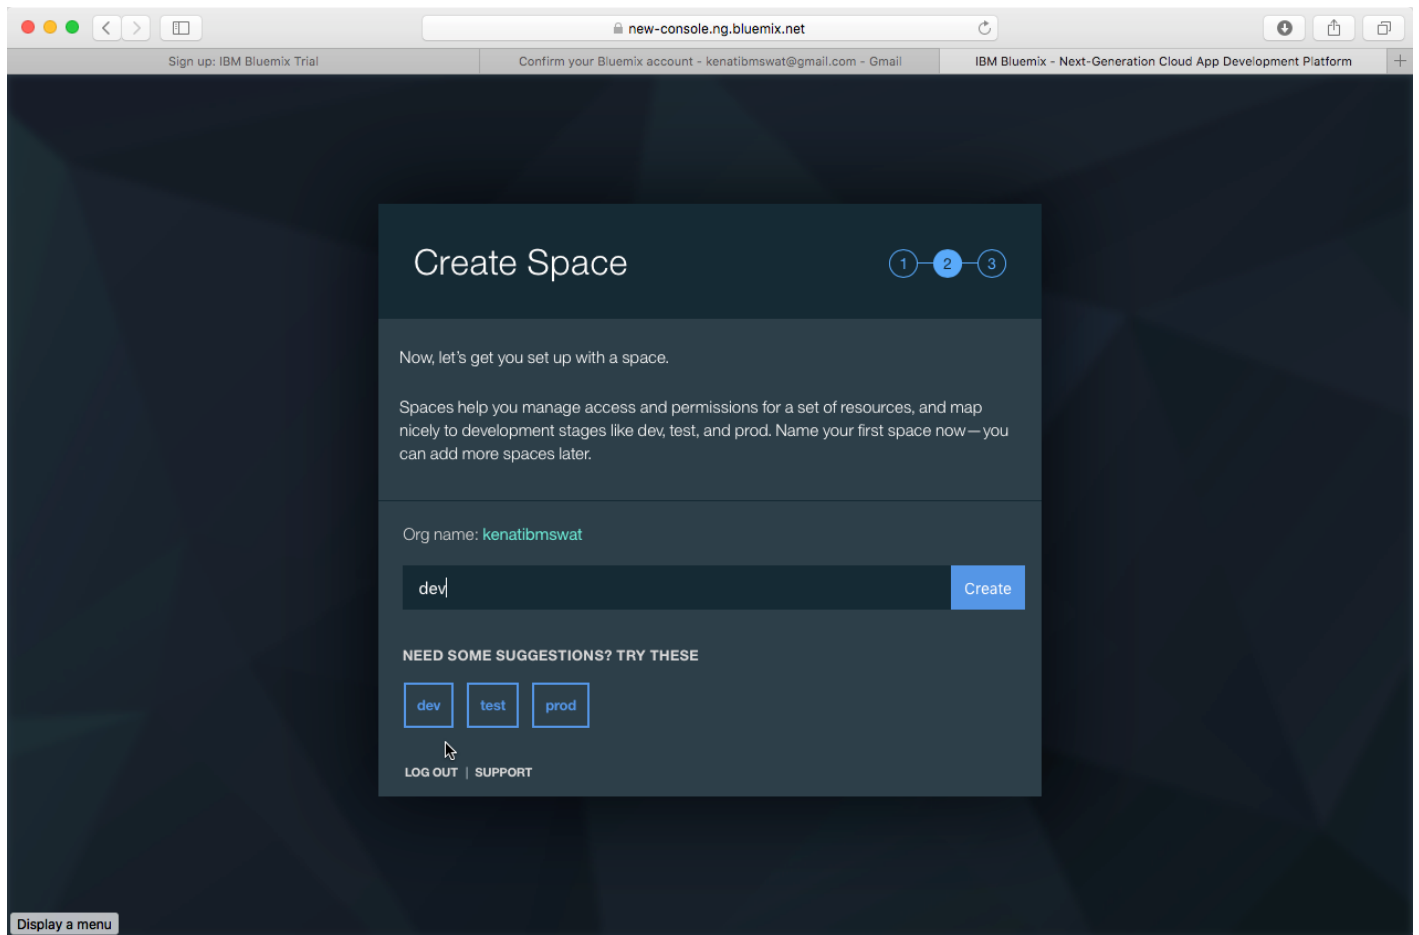 new-console.ng.bluemix.net
Sign up: IBM Bluemix Trial
Confirm your Bluemix account - kenatibmswat@gmail.com - Gmail
IBM Bluemix - Next-Generation Cloud App Development Platform
Create Space
1 2 3
Now, let's get you set up with a space.
Spaces help you manage access and permissions for a set of resources, and map
nicely to development stages like dev, test, and prod. Name your first space now—you
can add more spaces later.
Org name: kenatibmswat
dev
Create
NEED SOME SUGGESTIONS? TRY THESE
dev test prod
LOG OUT | SUPPORT
Display a menu